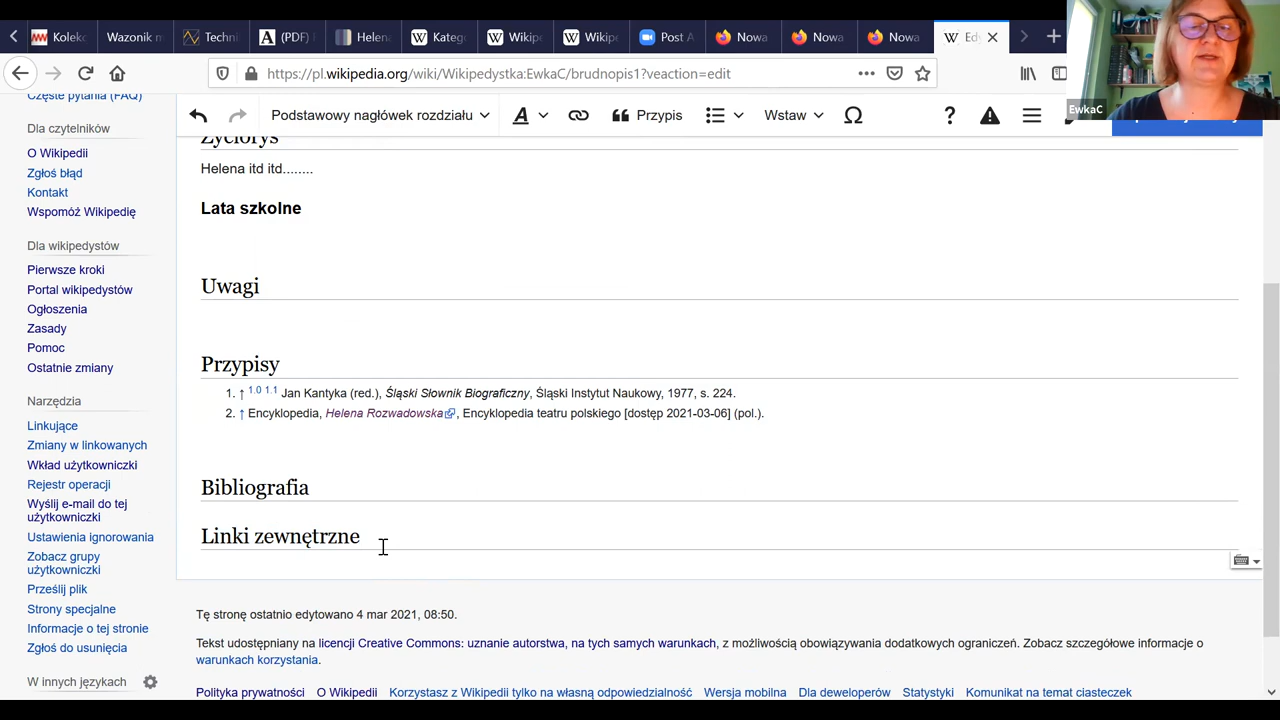 Kolekc
Wazonik m
Techni
(PDF)
Helena
Kateg
Wikipe
Wikipe
Post A
Nowa
Nowa
Nowa
Edy
https://pl.wikipedia.org/wiki/Wikipedystka:EwkaC/brudnopis1?veaction=edit
EwkaC
Częste pytania (FAQ)
Dla czytelników
O Wikipedii
Zgłoś błąd
Kontakt
Wspomóż Wikipedię
Dla wikipedystów
Pierwsze kroki
Portal wikipedystów
Ogłoszenia
Zasady
Pomoc
Ostatnie zmiany
Narzędzia
Linkujące
Zmiany w linkowanych
Wkład użytkowniczki
Rejestr operacji
Wyślij e-mail do tej
użytkowniczki
Ustawienia ignorowania
Zobacz grupy
użytkowniczki
Prześlij plik
Strony specjalne
Informacje o tej stronie
Zgłoś do usunięcia
W innych językach
Podstawowy nagłówek rozdziału
A
Przypis
Wstaw
Ω
?
Życiorys
Helena itd itd........
Lata szkolne
Uwagi
Przypisy
1. ↑ 1.0 1.1 Jan Kantyka (red.), Śląski Słownik Biograficzny, Śląski Instytut Naukowy, 1977, s. 224.
2. ↑ Encyklopedia, Helena Rozwadowska, Encyklopedia teatru polskiego [dostęp 2021-03-06] (pol.).
Bibliografia
Linki zewnętrzne
Tę stronę ostatnio edytowano 4 mar 2021, 08:50.
Tekst udostępniany na licencji Creative Commons: uznanie autorstwa, na tych samych warunkach, z możliwością obowiązywania dodatkowych ograniczeń. Zobacz szczegółowe informacje o
warunkach korzystania.
Polityka prywatności O Wikipedii Korzystasz z Wikipedii tylko na własną odpowiedzialność Wersja mobilna Dla deweloperów Statystyki Komunikat na temat ciasteczek